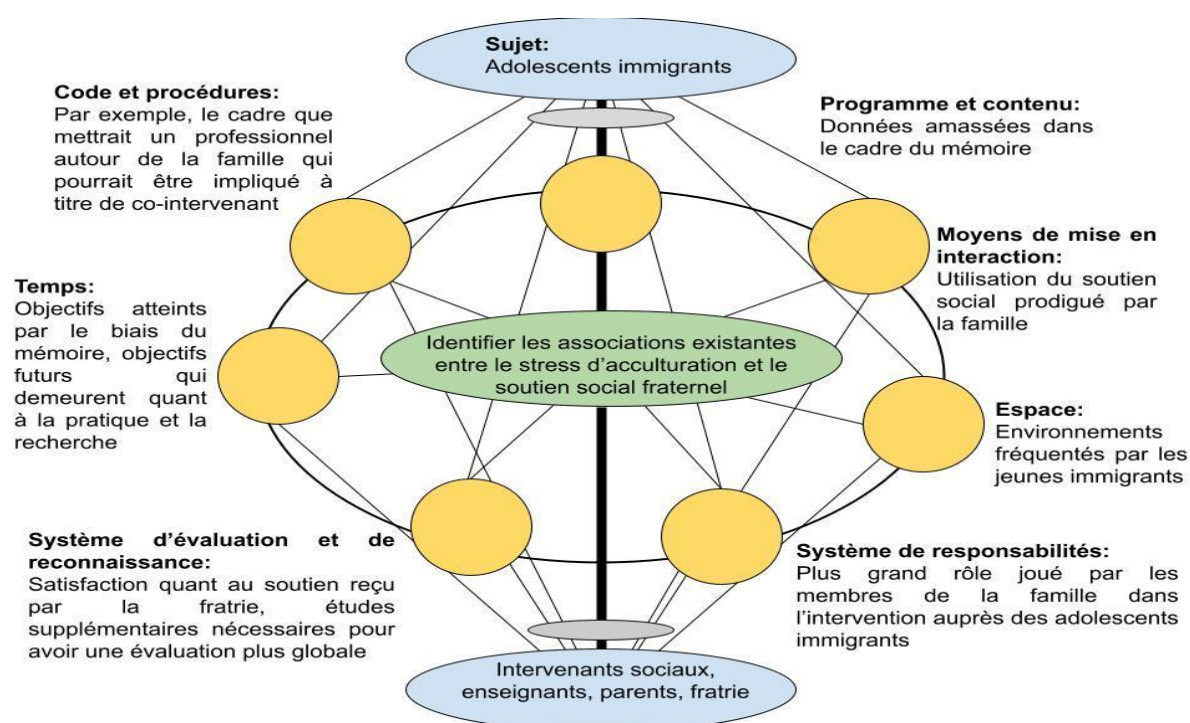 Sujet:
Adolescents immigrants
Code et procédures:
Par exemple, le cadre que
mettrait un professionnel
autour de la famille qui
pourrait être impliqué à
titre de co-intervenant
Programme et contenu:
Données amassées dans
le cadre du mémoire
Moyens de mise en
interaction:
Utilisation du soutien
social prodigué par
la famille
Temps:
Objectifs atteints
par le biais du
mémoire, objectifs
futurs qui
demeurent quant
à la pratique et la
recherche
Identifier les associations existantes
entre le stress d'acculturation et le
soutien social fraternel
Espace:
Environnements
fréquentés par les
jeunes immigrants
Système d'évaluation et de
reconnaissance:
Satisfaction quant au soutien reçu
par la fratrie, études
supplémentaires nécessaires pour
avoir une évaluation plus globale
Système de responsabilités:
Plus grand rôle joué par les
membres de la famille dans
l'intervention auprès des adolescents
immigrants
Intervenants sociaux,
enseignants, parents, fratrie